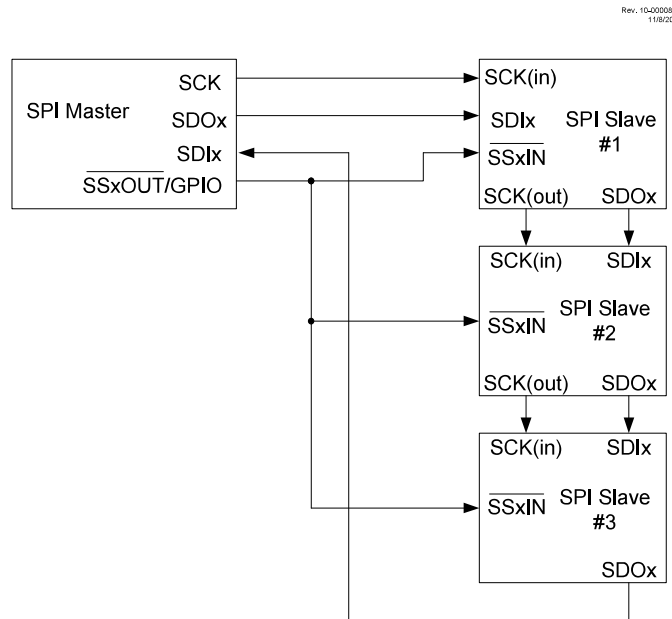 Rev. 10-00008
11/8/20
SPI Master
SCK
SDOx
SDIx
SSxOUT/GPIO
SCK(in)
SDIx
SSxIN
SPI Slave
#1
SCK(out) SDOx
SCK(in) SDIx
SSxIN
SPI Slave
#2
SCK(out) SDOx
SCK(in) SDIx
SSxIN
SPI Slave
#3
SDOx